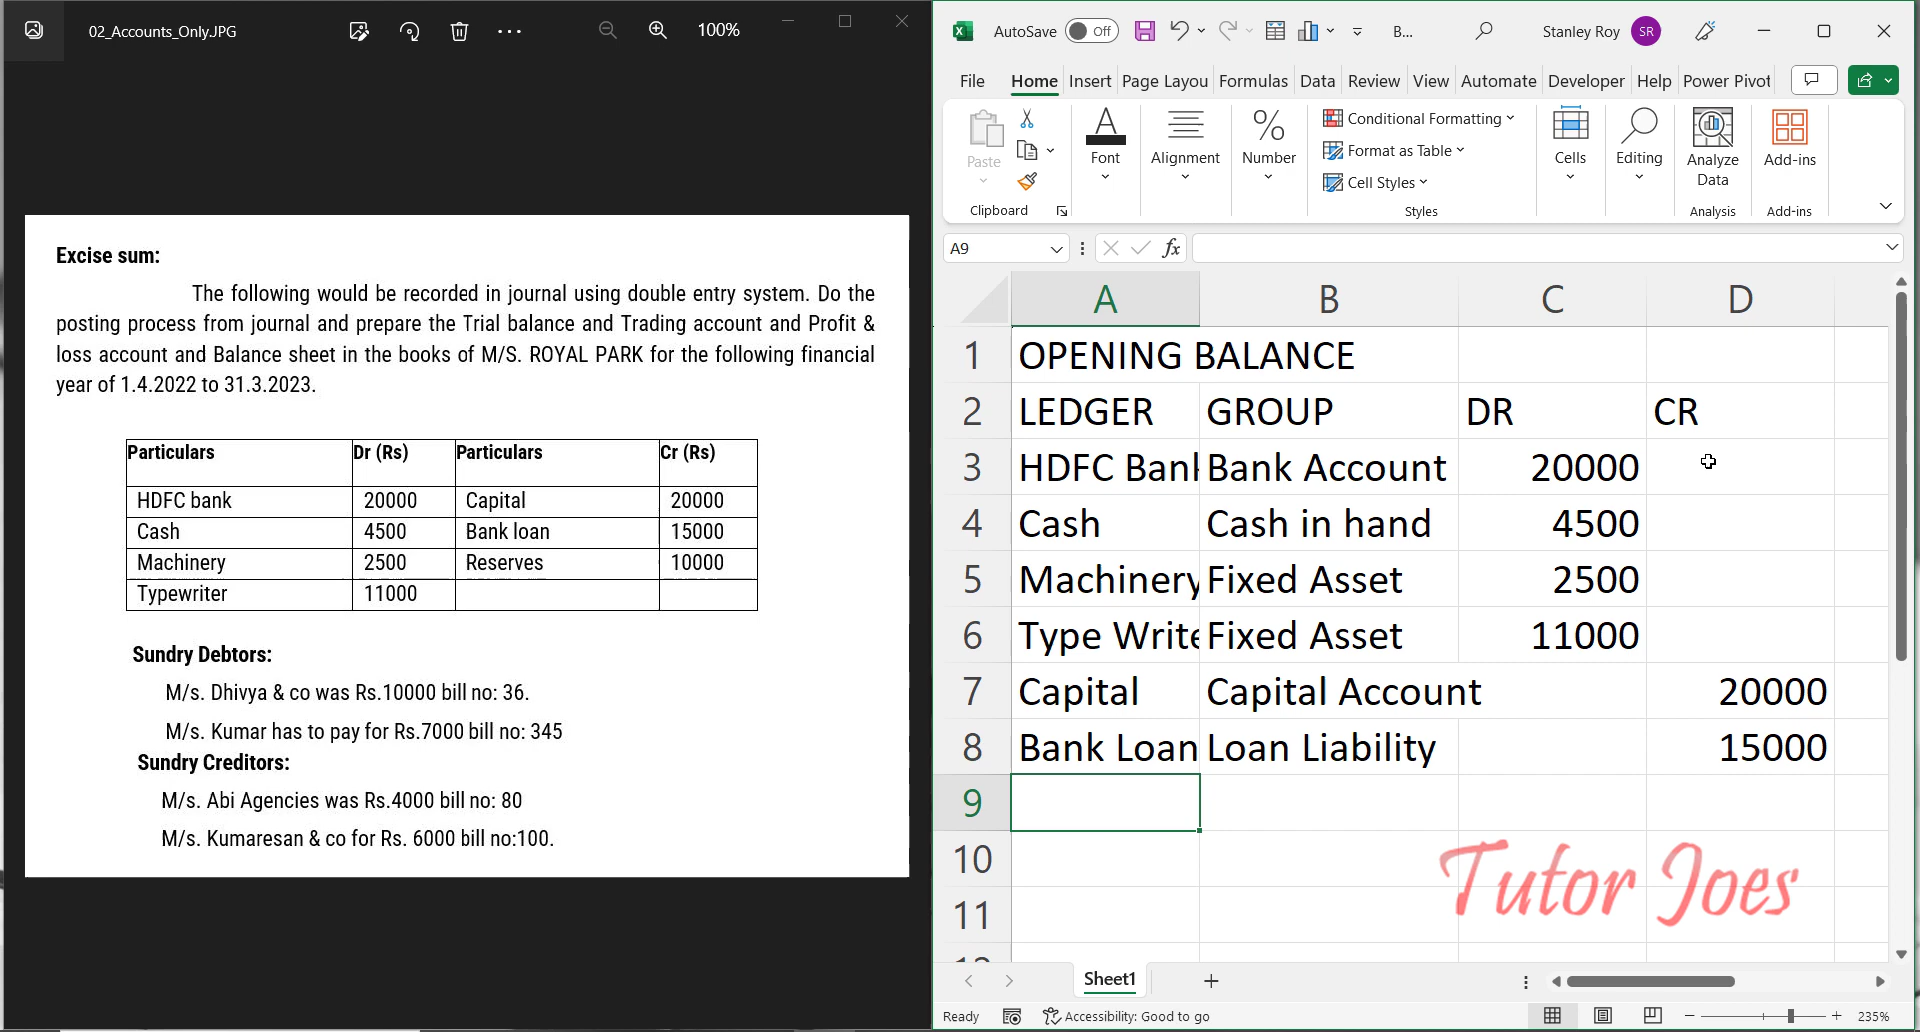 02_Accounts_Only.JPG
100%
Excise sum:
The following would be recorded in journal using double entry system. Do the
posting process from journal and prepare the Trial balance and Trading account and Profit &
loss account and Balance sheet in the books of M/S. ROYAL PARK for the following financial
year of 1.4.2022 to 31.3.2023.
Particulars Dr (Rs) Particulars Cr (Rs)
HDFC bank 20000 Capital 20000
Cash 4500 Bank loan 15000
Machinery 2500 Reserves 10000
Typewriter 11000
Sundry Debtors:
M/s. Dhivya & co was Rs.10000 bill no: 36.
M/s. Kumar has to pay for Rs.7000 bill no: 345
Sundry Creditors:
M/s. Abi Agencies was Rs.4000 bill no: 80
M/s. Kumaresan & co for Rs. 6000 bill no:100.
AutoSave Off B... Stanley Roy SR
File Home Insert Page Layou Formulas Data Review View Automate Developer Help Power Pivot
Paste
Clipboard
Font
Alignment
Number
Conditional Formatting
Format as Table
Cell Styles
Styles
Cells
Editing
Analyze
Data
Analysis
Add-ins
Add-ins
A9 fx
A B C D
1 OPENING BALANCE
2 LEDGER GROUP DR CR
3 HDFC Bank Bank Account 20000
4 Cash Cash in hand 4500
5 Machinery Fixed Asset 2500
6 Type Write Fixed Asset 11000
7 Capital Capital Account 20000
8 Bank Loan Loan Liability 15000
9
10
11
Tutor Joes
Sheet1
Ready Accessibility: Good to go 235%